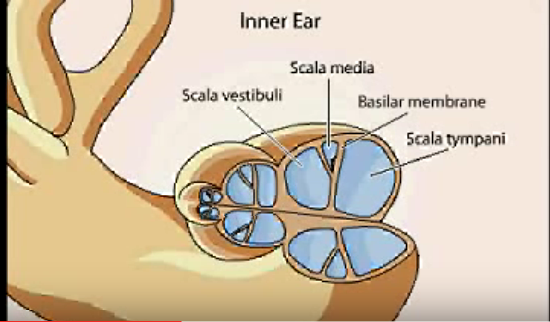 Inner Ear
Scala media
Scala vestibuli
Basilar membrane
Scala tympani